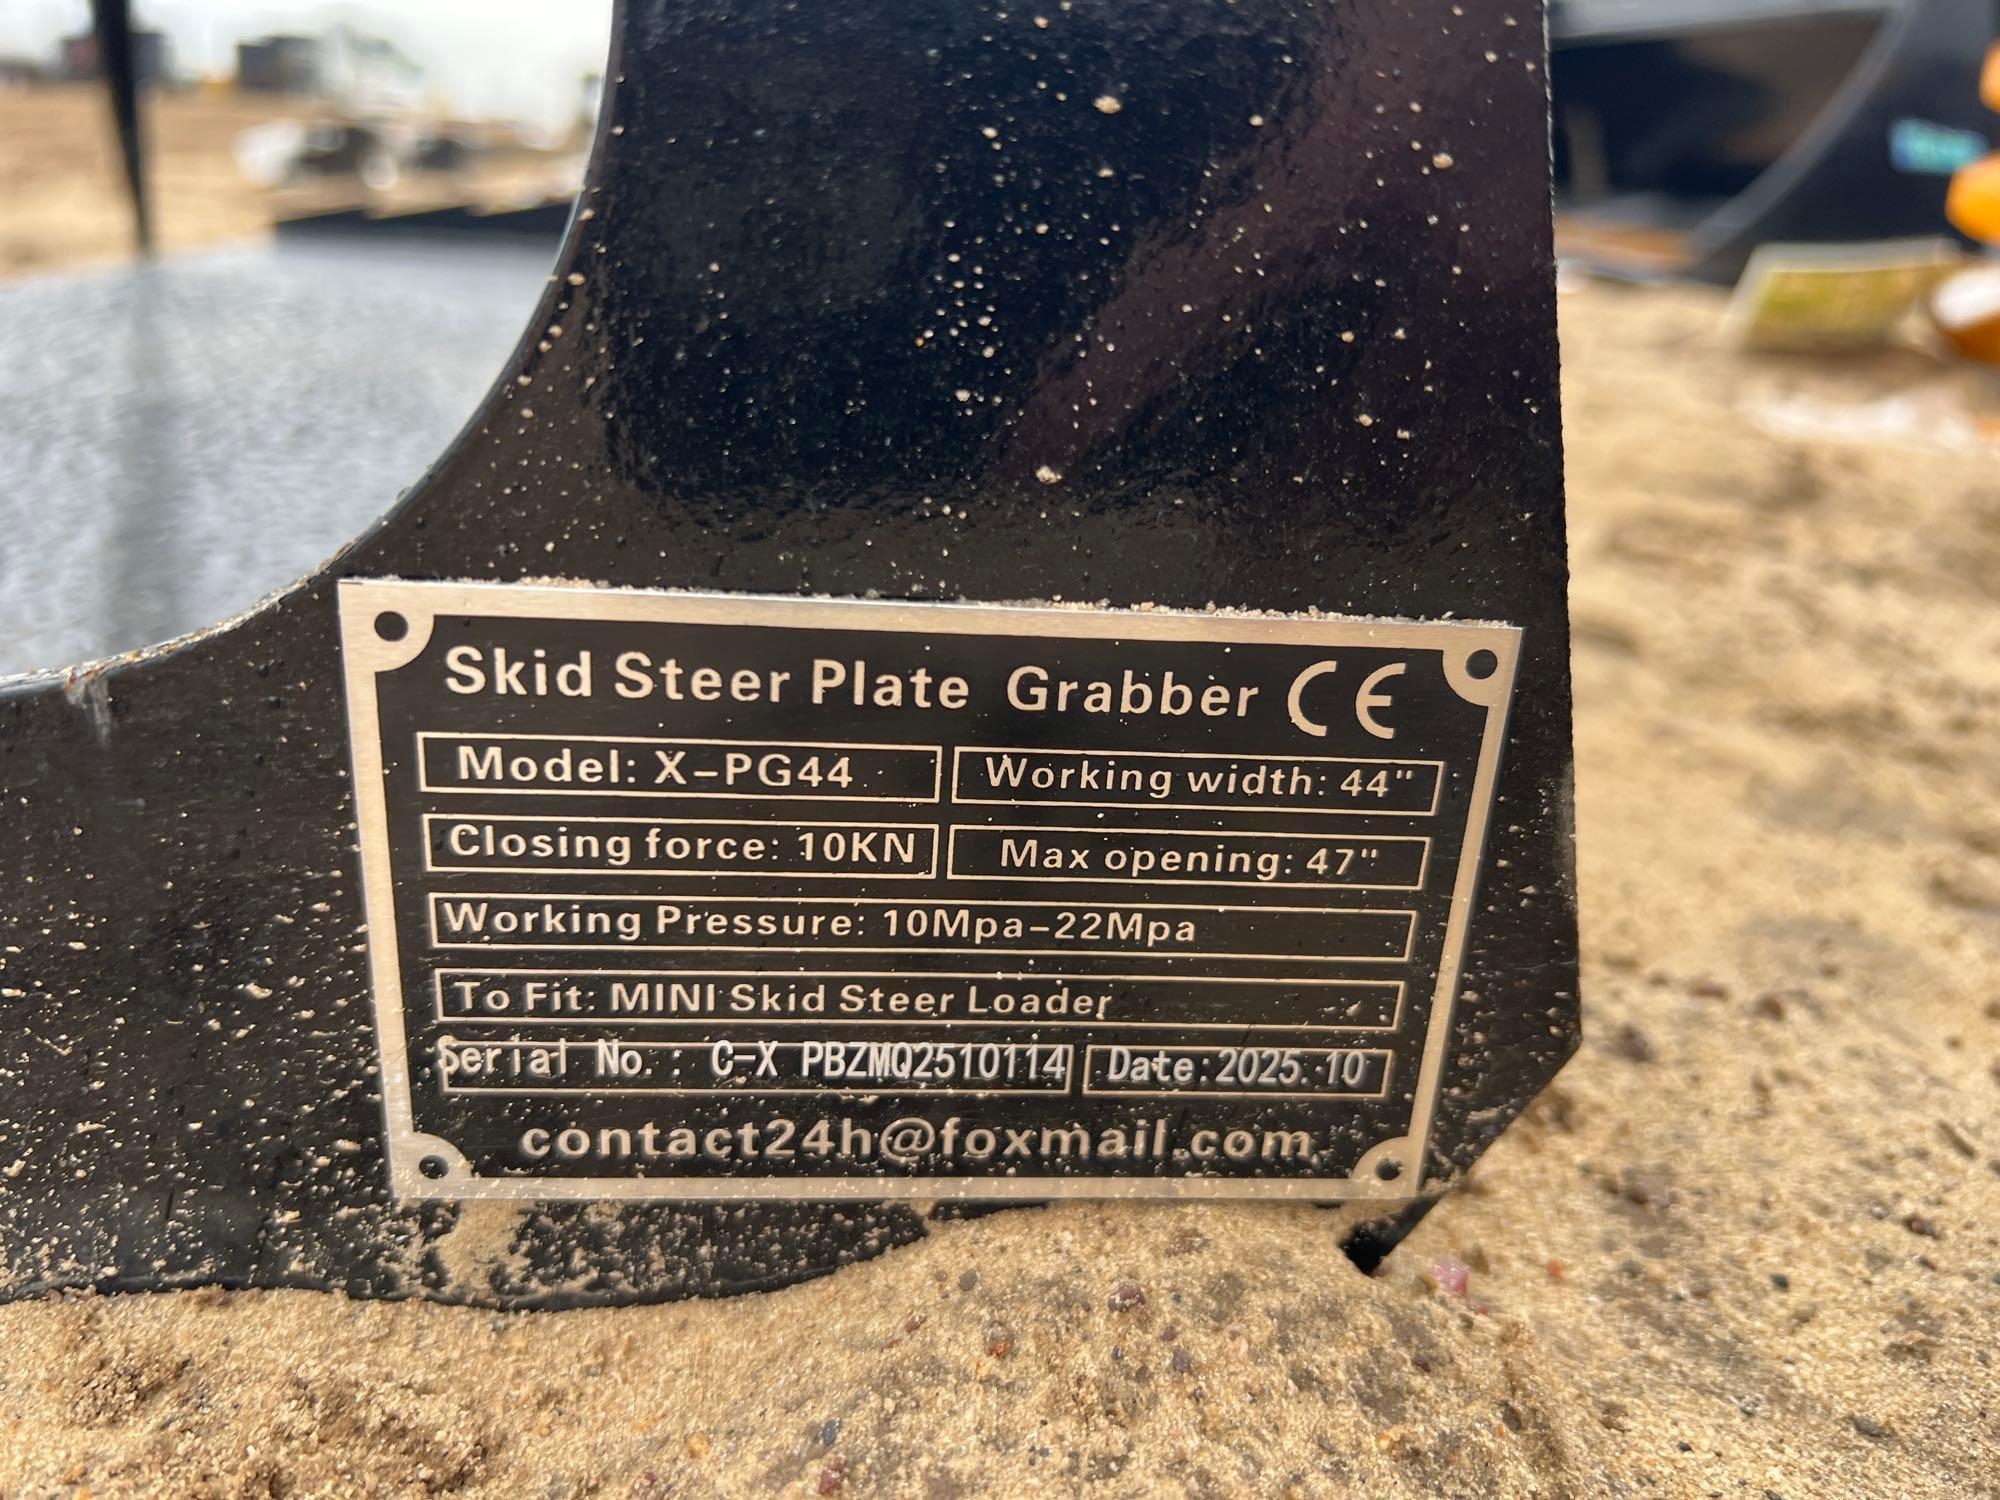 Skid Steer Plate Grabber CE
Model: X-PG44
Working width: 44"
Closing force: 10KN
Max opening: 47"
Working Pressure: 10Mpa-22Mpa
To Fit: MINI Skid Steer Loader
Serial No.: C-X PBZMQ2510114
Date:2025.10
contact24h@foxmail.com